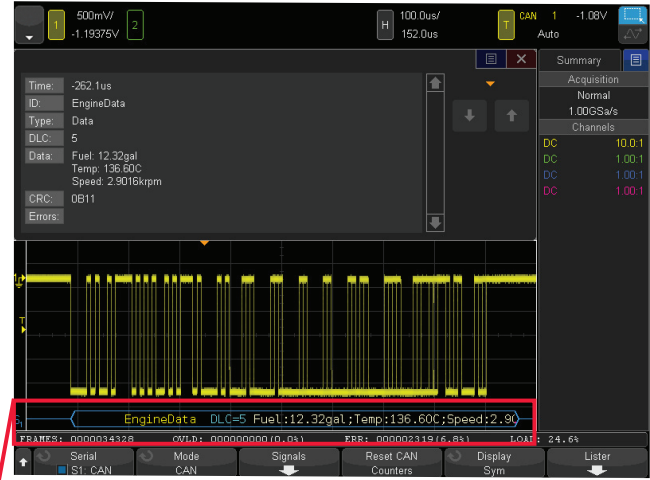 1 500mV/ 2 H 100.0us/ T CAN 1 -1.08V
-1.19375V 152.0us Auto
Summary
Time: -262.1us
ID: EngineData
Type: Data
DLC: 5
Data: Fuel: 12.32gal
Temp: 136.60C
Speed: 2.9016krpm
CRC: 0B11
Errors:
Acquisition
Normal
1.00GSa/s
Channels
DC 10.0:1
DC 1.00:1
DC 1.00:1
DC 1.00:1
1
T
S1 EngineData DLC=5 Fuel:12.32gal;Temp:136.60C;Speed:2.90
FRAMES: 0000034328 OVLD: 000000000(0.0%) ERR: 000002319(6.8%) LOAD: 24.6%
Serial Mode Signals Reset CAN Display Lister
S1: CAN CAN Counters Sym